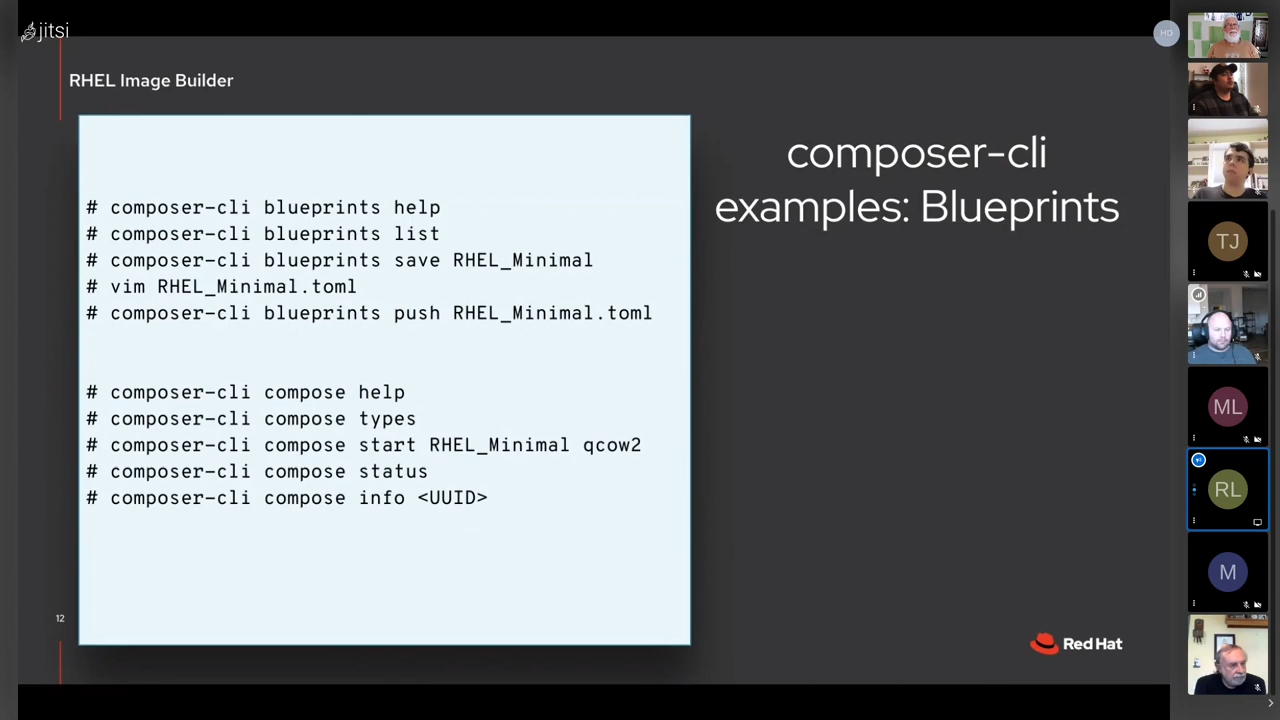 jitsi
HD
RHEL Image Builder
# composer-cli blueprints help
# composer-cli blueprints list
# composer-cli blueprints save RHEL_Minimal
# vim RHEL_Minimal.toml
# composer-cli blueprints push RHEL_Minimal.toml
# composer-cli compose help
# composer-cli compose types
# composer-cli compose start RHEL_Minimal qcow2
# composer-cli compose status
# composer-cli compose info <UUID>
composer-cli
examples: Blueprints
12
Red Hat
TJ
ML
RL
M